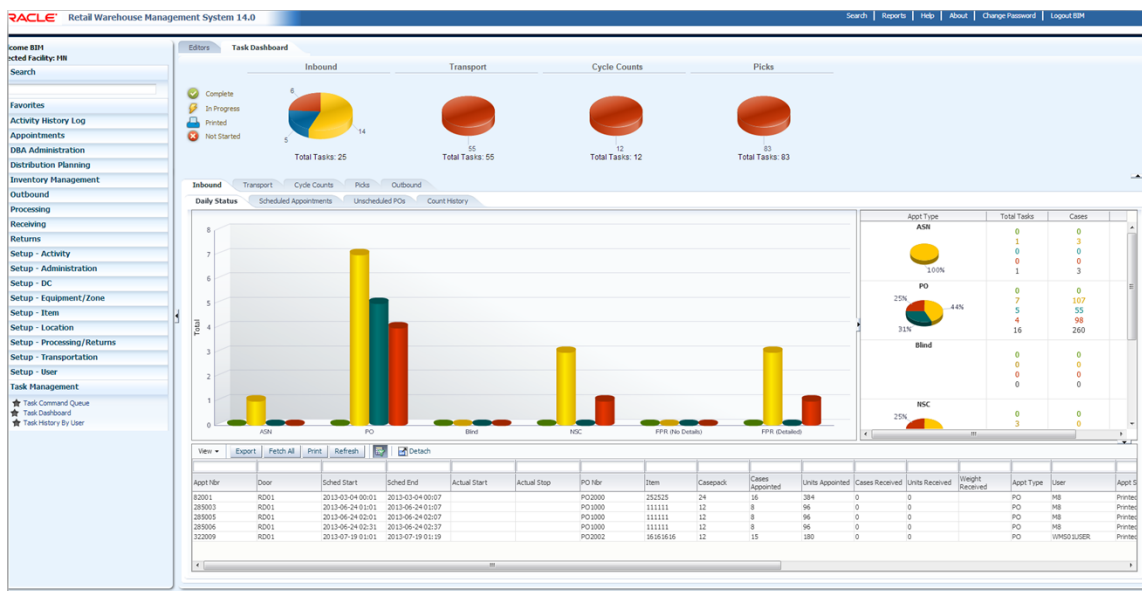 RACLE Retail Warehouse Management System 14.0
Search | Reports | Help | About | Change Password | Logout BIM
come BIM
ected Facility: MN
Search
Favorites
Activity History Log
Appointments
DBA Administration
Distribution Planning
Inventory Management
Outbound
Processing
Receiving
Returns
Setup - Activity
Setup - Administration
Setup - DC
Setup - Equipment/Zone
Setup - Item
Setup - Location
Setup - Processing/Returns
Setup - Transportation
Setup - User
Task Management
Task Command Queue
Task Dashboard
Task History By User
Editors Task Dashboard
Inbound Transport Cycle Counts Picks
Complete
In Progress
Printed
Not Started
6
14
5
55 12 83
Total Tasks: 25 Total Tasks: 55 Total Tasks: 12 Total Tasks: 83
Inbound Transport Cycle Counts Picks Outbound
Daily Status Scheduled Appointments Unscheduled POs Count History
Total
8
7
6
5
4
3
2
1
0
ASN PO Blind NSC FPR (No Details) FPR (Detailed)
Appt Type Total Tasks Cases
ASN
100%
0 0
1 3
0 0
0 0
1 3
PO
25%
44%
31%
0 0
7 107
5 55
4 98
16 260
Blind
0 0
0 0
0 0
0 0
NSC
25%
0 0
3 0
View Export Fetch All Print Refresh Detach
Appt Nbr Door Sched Start Sched End Actual Start Actual Stop PO Nbr Item Casepack Cases Appointed Units Appointed Cases Received Units Received Weight Received Appt Type User Appt S
82001 RD01 2013-03-04 00:01 2013-03-04 00:07 PO2000 252525 24 16 384 0 0 PO M8 Printed
285003 RD01 2013-06-24 01:01 2013-06-24 01:07 PO1000 111111 12 8 96 0 0 PO M8 Printed
285005 RD01 2013-06-24 02:01 2013-06-24 02:07 PO1000 111111 12 8 96 0 0 PO M8 Printed
285006 RD01 2013-06-24 02:31 2013-06-24 02:37 PO1000 111111 12 8 96 0 0 PO M8 Printed
322009 RD01 2013-07-19 01:01 2013-07-19 01:19 PO2002 16161616 12 15 180 0 0 PO WMS01USER Printed